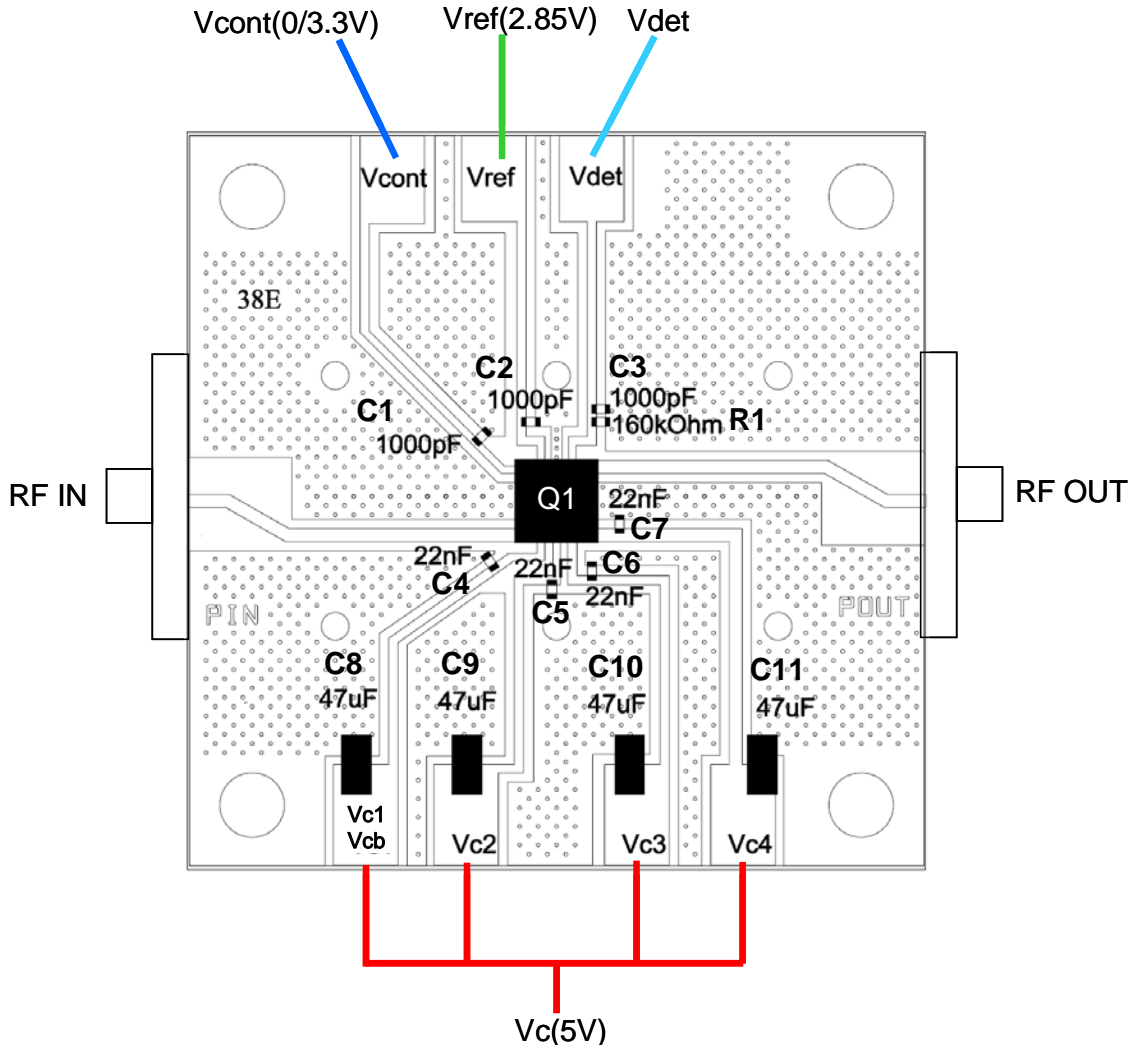 Vcont(0/3.3V) Vref(2.85V) Vdet
Vcont Vref Vdet
38E
C2 C3
1000pF 1000pF
C1 160kOhm R1
1000pF
RF IN Q1 RF OUT
22nF
C7
22nF 22nF C6
C4 22nF
C5
PIN POUT
C8 C9 C10 C11
47uF 47uF 47uF 47uF
Vc1
Vcb Vc2 Vc3 Vc4
Vc(5V)